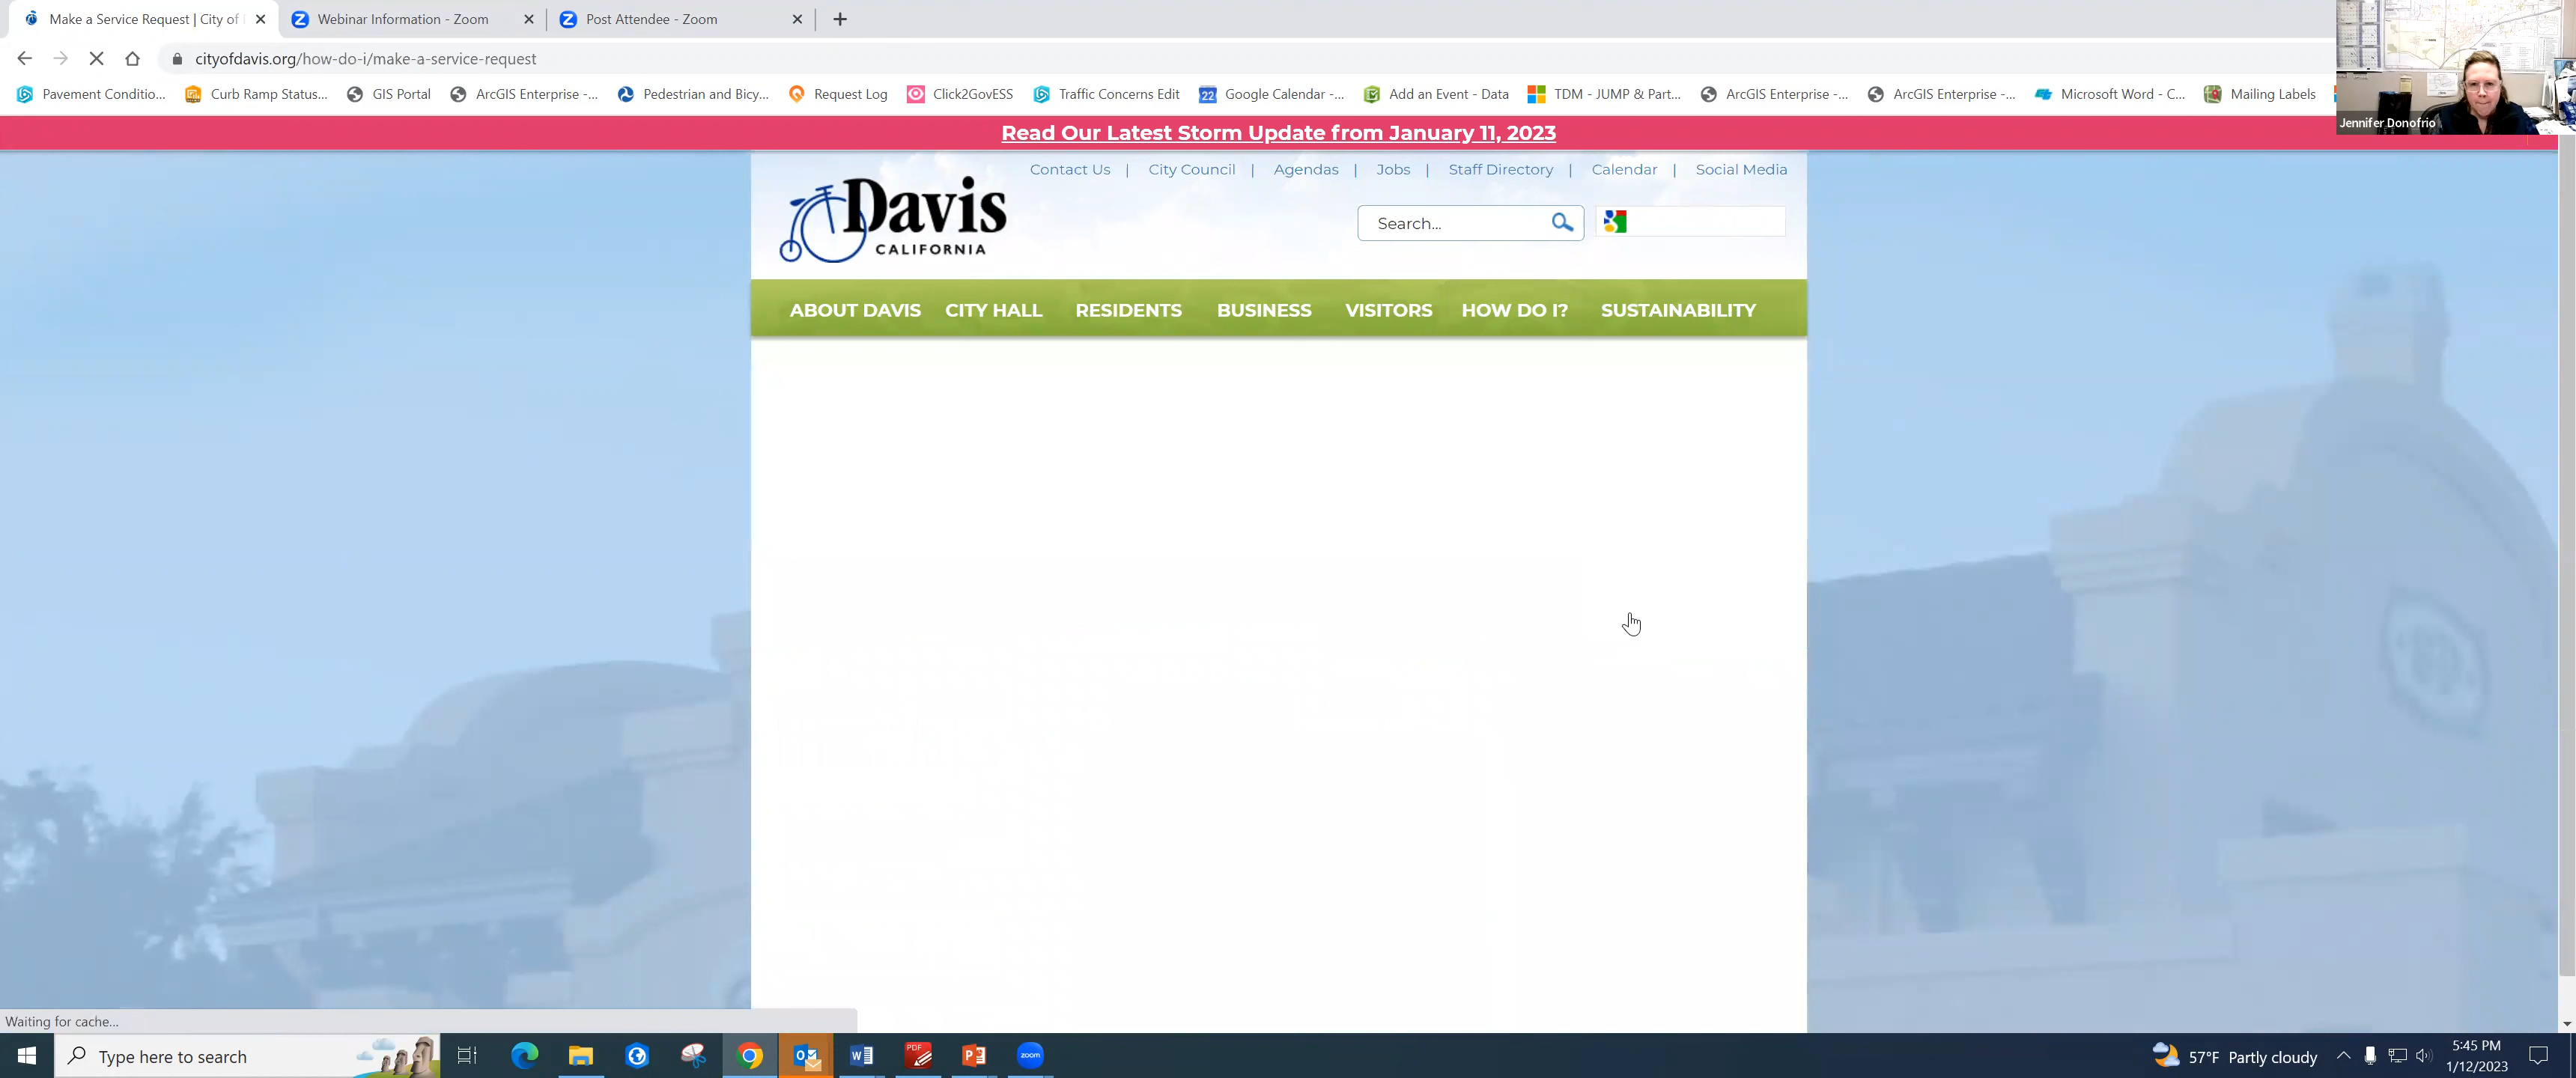 Make a Service Request | City of
Webinar Information - Zoom
Post Attendee - Zoom
cityofdavis.org/how-do-i/make-a-service-request
Pavement Conditio...
Curb Ramp Status...
GIS Portal
ArcGIS Enterprise -...
Pedestrian and Bicy...
Request Log
Click2GovESS
Traffic Concerns Edit
22
Google Calendar -...
Add an Event - Data
TDM - JUMP & Part...
ArcGIS Enterprise -...
ArcGIS Enterprise -...
Microsoft Word - C...
Mailing Labels
Jennifer Donofrio
Read Our Latest Storm Update from January 11, 2023
Contact Us | City Council | Agendas | Jobs | Staff Directory | Calendar | Social Media
Davis
CALIFORNIA
Search...
ABOUT DAVIS CITY HALL RESIDENTS BUSINESS VISITORS HOW DO I? SUSTAINABILITY
Waiting for cache...
Type here to search
PDF
zoom
57°F Partly cloudy
5:45 PM
1/12/2023